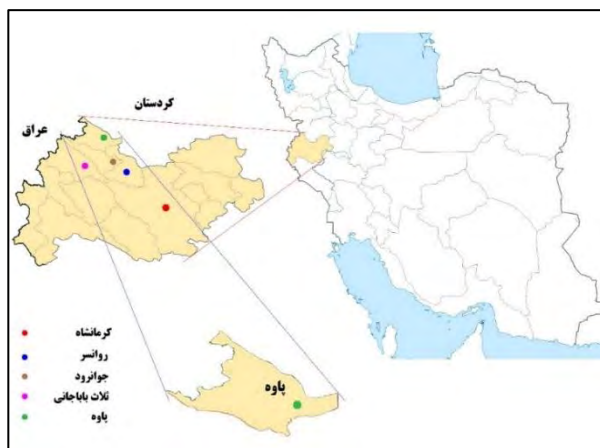 کردستان
عراق
کرمانشاه
روانسر
جوانرود
ثلاث باباجانی
پاوه
پاوه